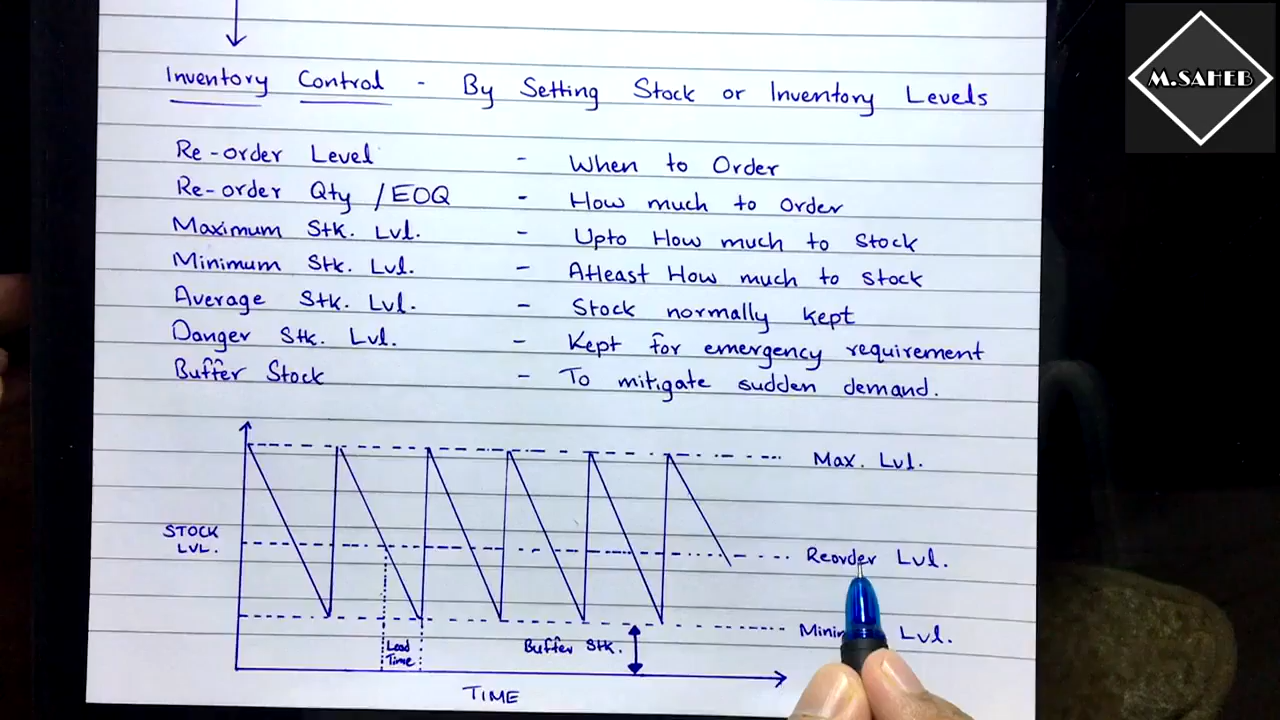 M.SAHEB
Inventory Control - By Setting Stock or Inventory Levels
Re-order Level - When to Order
Re-order Qty / EOQ - How much to Order
Maximum Stk. Lvl. - Upto How much to Stock
Minimum Stk. Lvl. - Atleast How much to Stock
Average Stk. Lvl. - Stock normally kept
Danger Stk. Lvl. - Kept for emergency requirement
Buffer Stock - To mitigate sudden demand.
Max. Lvl.
STOCK
LVL.
Reorder Lvl.
Lvl.
Buffer Stk.
Lead
Time
TIME